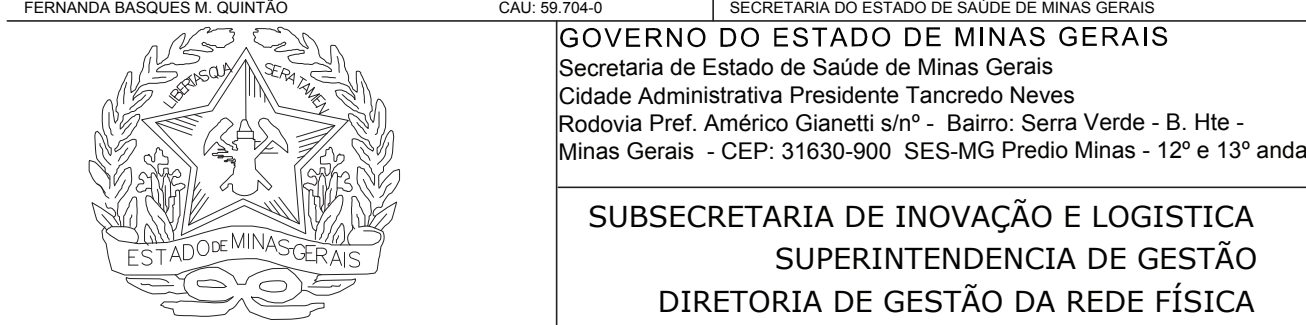 FERNANDA BASQUES M. QUINTÃO CAU: 59.704-0 SECRETARIA DO ESTADO DE SAÚDE DE MINAS GERAIS
GOVERNO DO ESTADO DE MINAS GERAIS
Secretaria de Estado de Saúde de Minas Gerais
Cidade Administrativa Presidente Tancredo Neves
Rodovia Pref. Américo Gianetti s/nº - Bairro: Serra Verde - B. Hte -
Minas Gerais - CEP: 31630-900 SES-MG Predio Minas - 12º e 13º anda
LIBERTAS QUÆ SERA TAMEN
ESTADO DE MINAS GERAIS
SUBSECRETARIA DE INOVAÇÃO E LOGISTICA
SUPERINTENDENCIA DE GESTÃO
DIRETORIA DE GESTÃO DA REDE FÍSICA